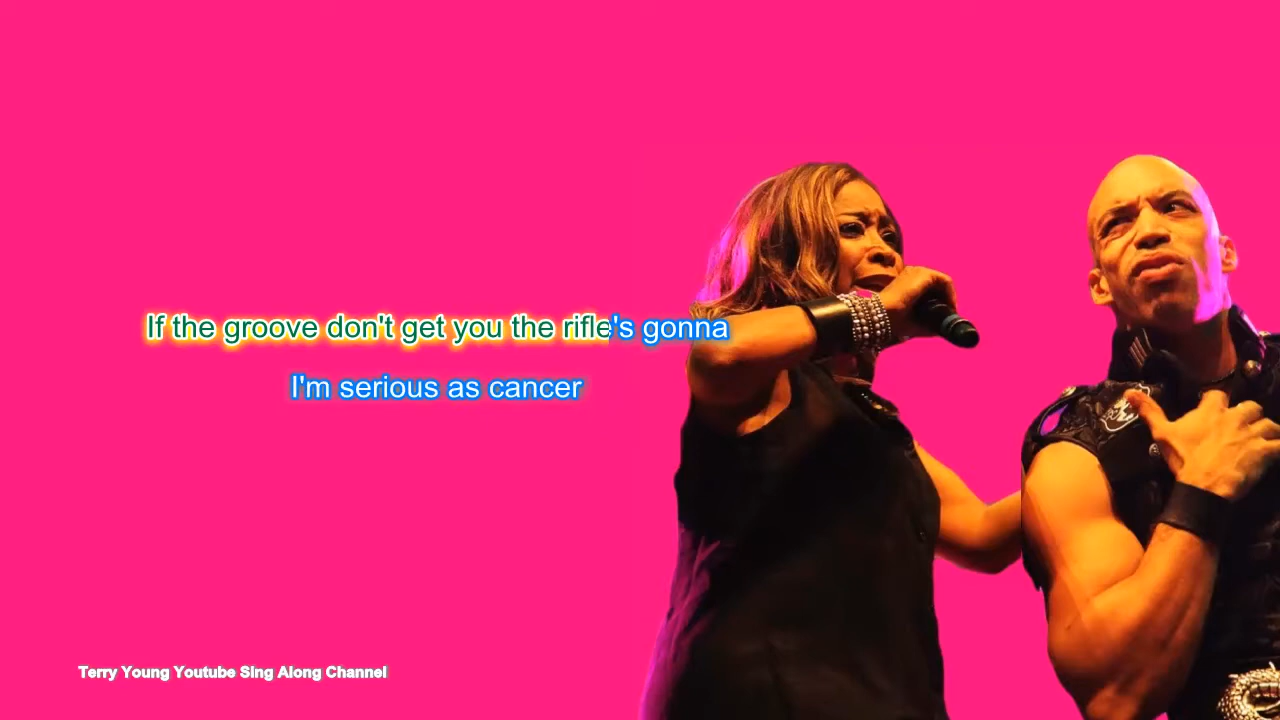 If the groove don't get you the rifle's gonna
I'm serious as cancer
Terry Young Youtube Sing Along Channel